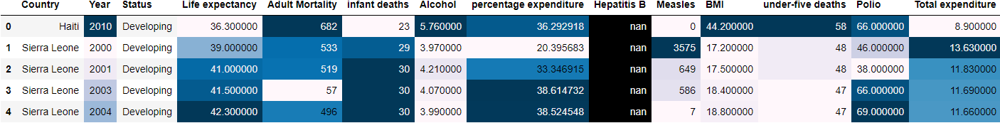 Country Year Status Life expectancy Adult Mortality infant deaths Alcohol percentage expenditure Hepatitis B Measles BMI under-five deaths Polio Total expenditure
0 Haiti 2010 Developing 36.300000 682 23 5.760000 36.292918 nan 0 44.200000 58 66.000000 8.900000
1 Sierra Leone 2000 Developing 39.000000 533 29 3.970000 20.395683 nan 3575 17.200000 48 46.000000 13.630000
2 Sierra Leone 2001 Developing 41.000000 519 30 4.210000 33.346915 nan 649 17.500000 48 38.000000 11.830000
3 Sierra Leone 2003 Developing 41.500000 57 30 4.070000 38.614732 nan 586 18.400000 47 66.000000 11.690000
4 Sierra Leone 2004 Developing 42.300000 496 30 3.990000 38.524548 nan 7 18.800000 47 69.000000 11.660000